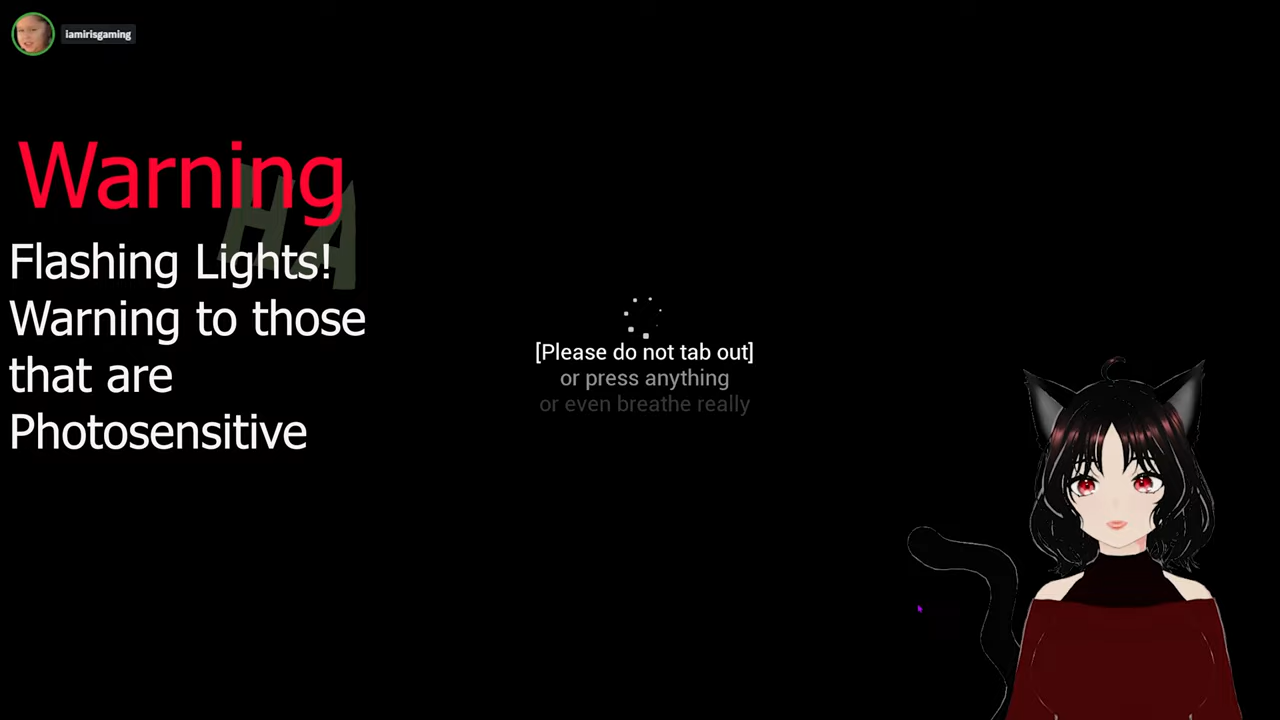 iamirisgaming
Warning
HA
Flashing Lights!
Warning to those
that are
Photosensitive
[Please do not tab out]
or press anything
or even breathe really